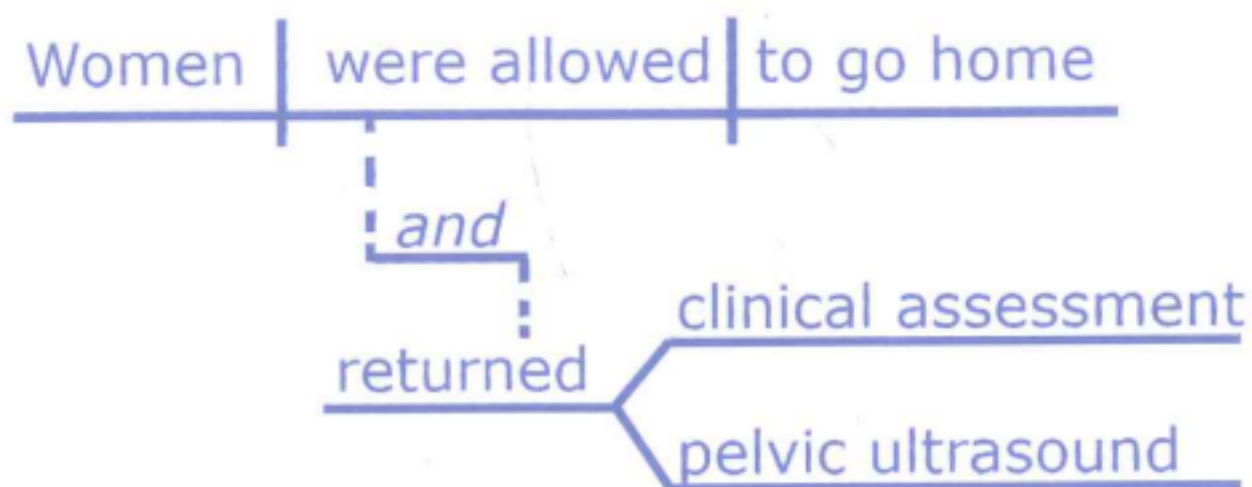 Women were allowed to go home
and
clinical assessment
returned
pelvic ultrasound